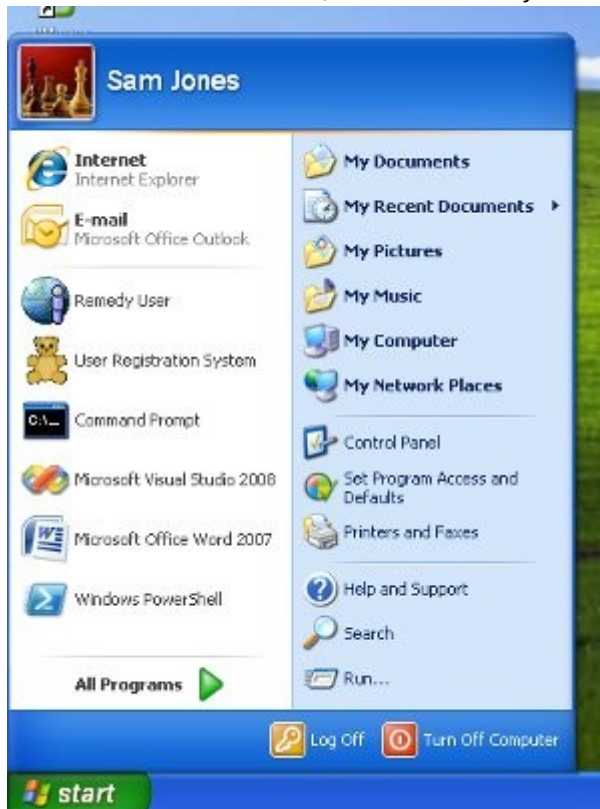 Sam Jones
Internet
Internet Explorer
E-mail
Microsoft Office Outlook
Remedy User
User Registration System
C:\_
Command Prompt
Microsoft Visual Studio 2008
Microsoft Office Word 2007
Windows PowerShell
All Programs
My Documents
My Recent Documents
My Pictures
My Music
My Computer
My Network Places
Control Panel
Set Program Access and
Defaults
Printers and Faxes
Help and Support
Search
Run...
Log Off
Turn Off Computer
start